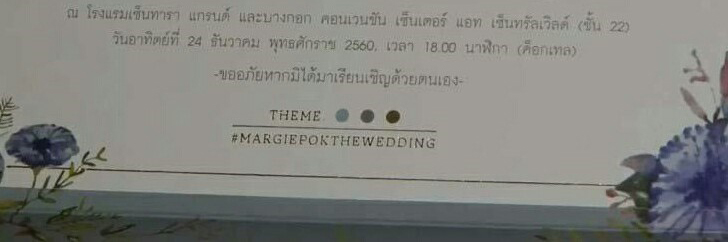 ณ โรงแรมเซ็นทารา แกรนด์ และบางกอก คอนเวนชัน เซ็นเตอร์ แอท เซ็นทรัลเวิลด์ (ชั้น 22)
วันอาทิตย์ที่ 24 ธันวาคม พุทธศักราช 2560, เวลา 18.00 นาฬิกา (ค็อกเทล)
-ขออภัยหากมิได้มาเรียนเชิญด้วยตนเอง-
THEME
#MARGIEPOKTHEWEDDING